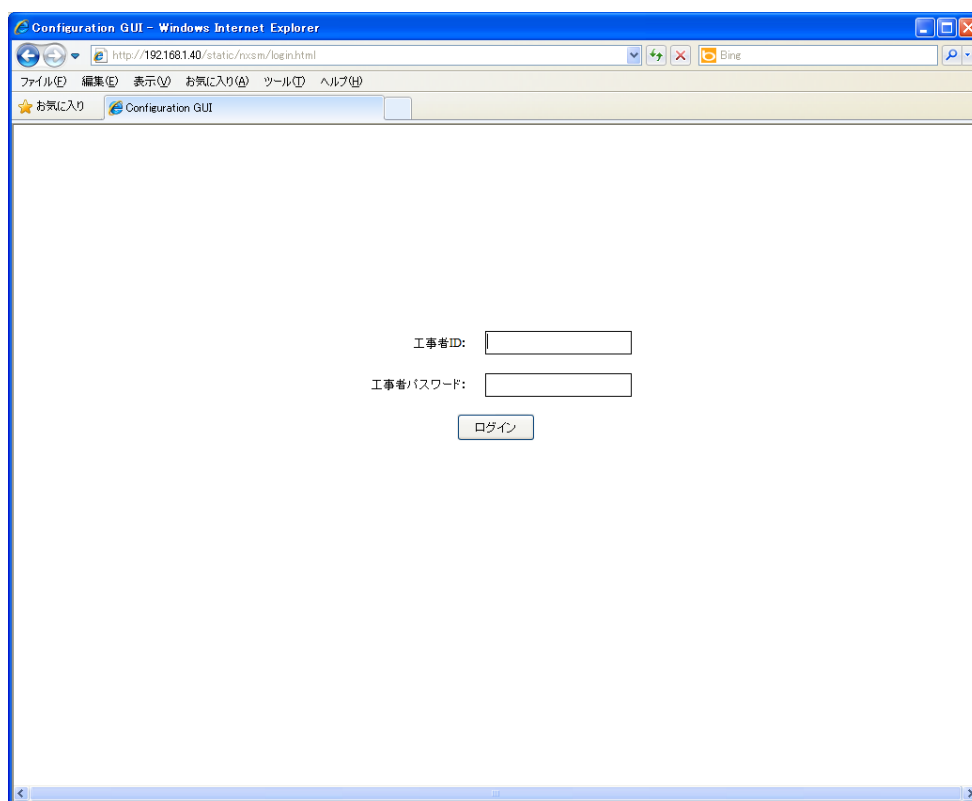 Configuration GUI - Windows Internet Explorer
http://192.168.1.40/static/nxsm/login.html
Bing
ファイル(F) 編集(E) 表示(V) お気に入り(A) ツール(T) ヘルプ(H)
お気に入り Configuration GUI
工事者ID:
工事者パスワード:
ログイン